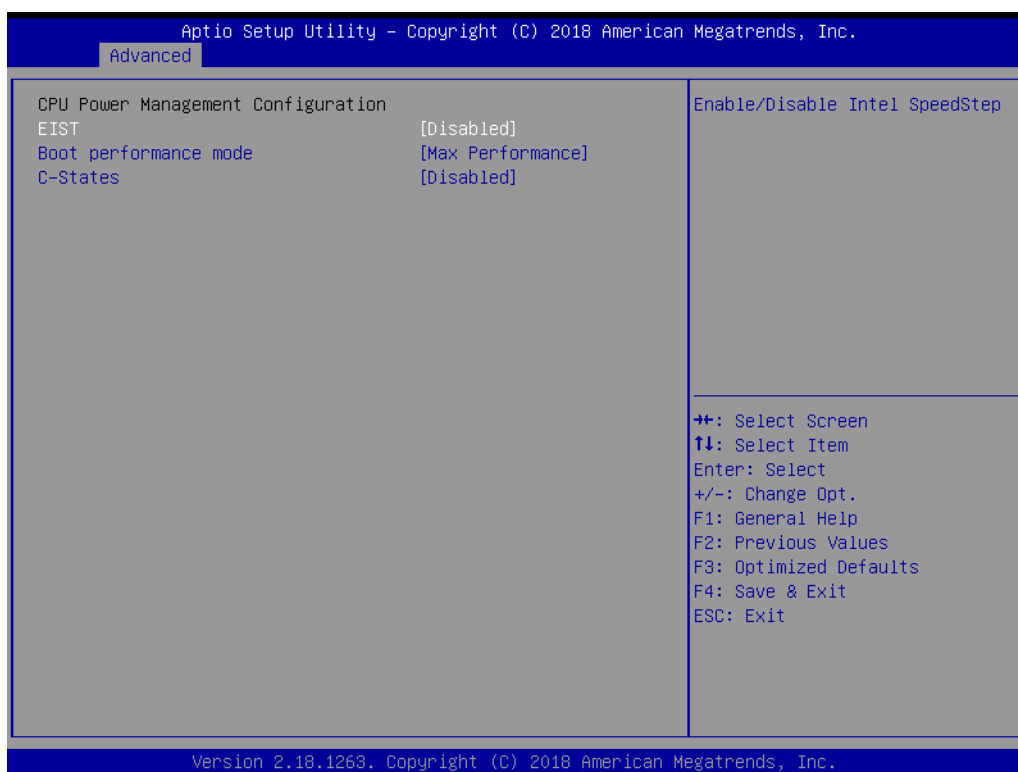 Aptio Setup Utility – Copyright (C) 2018 American Megatrends, Inc.
Advanced
CPU Power Management Configuration
EIST [Disabled]
Boot performance mode [Max Performance]
C-States [Disabled]
Enable/Disable Intel SpeedStep
→←: Select Screen
↑↓: Select Item
Enter: Select
+/-: Change Opt.
F1: General Help
F2: Previous Values
F3: Optimized Defaults
F4: Save & Exit
ESC: Exit
Version 2.18.1263. Copyright (C) 2018 American Megatrends, Inc.